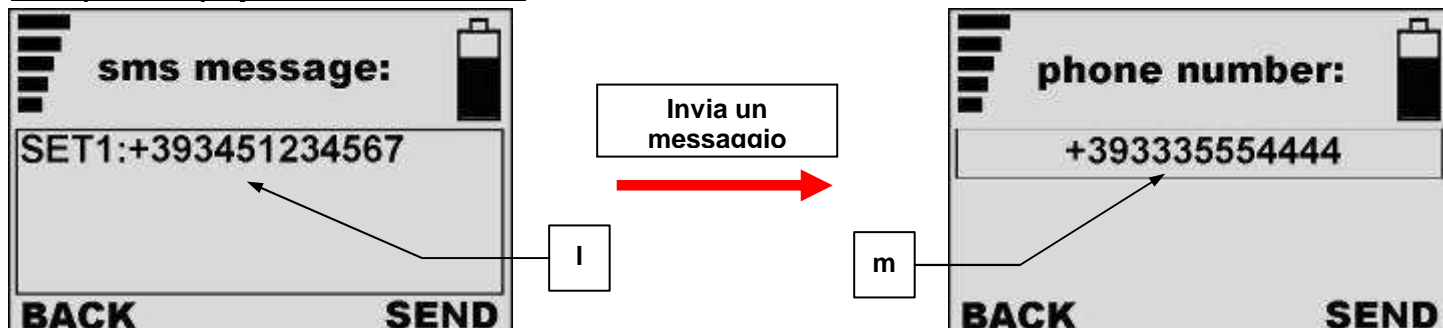 sms message:
SET1:+393451234567
BACK SEND
Invia un
messaggio
l
m
phone number:
+393335554444
BACK SEND